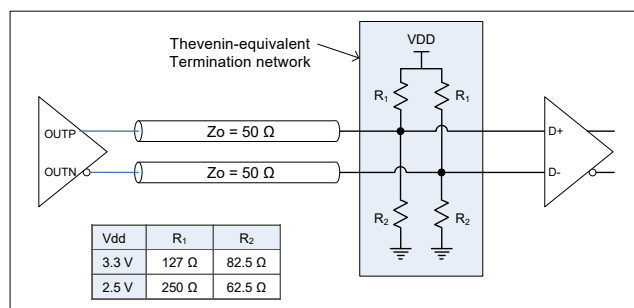 Thevenin-equivalent
Termination network
VDD
R₁ R₁
OUTP Zo = 50 Ω D+
OUTN Zo = 50 Ω D-
R₂ R₂
Vdd R₁ R₂
3.3 V 127 Ω 82.5 Ω
2.5 V 250 Ω 62.5 Ω